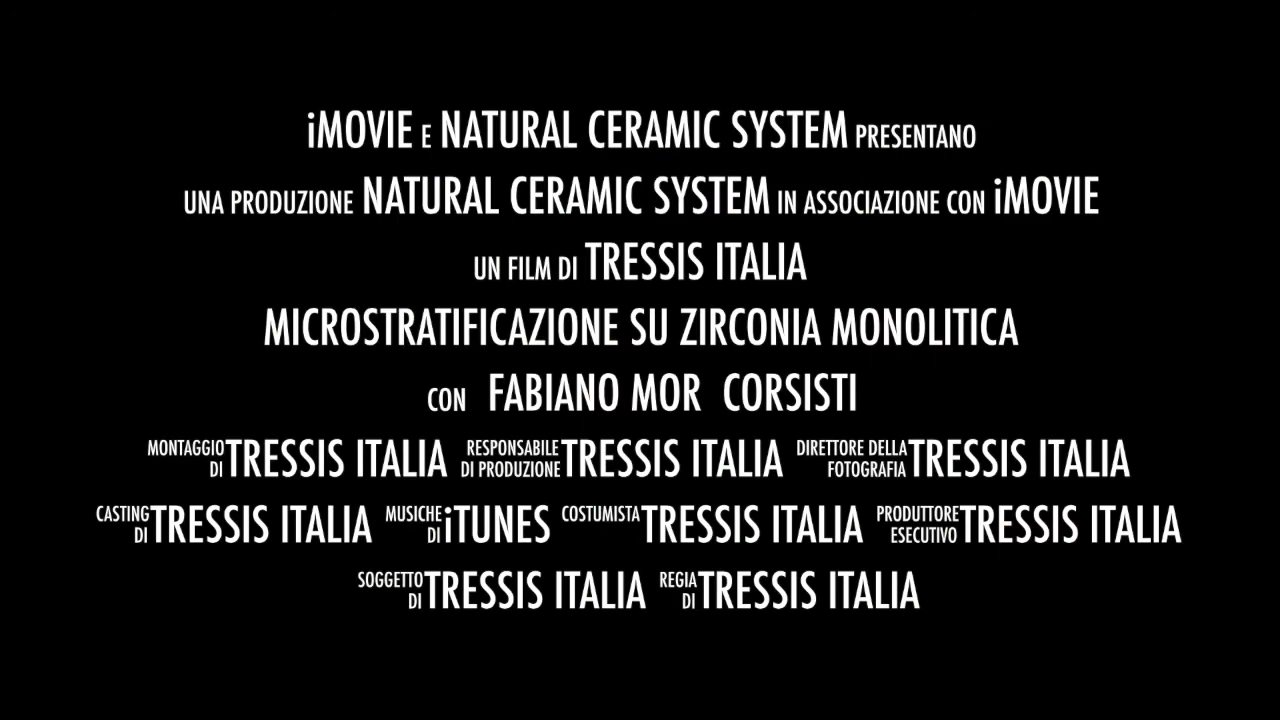 iMOVIE E NATURAL CERAMIC SYSTEM PRESENTANO
UNA PRODUZIONE NATURAL CERAMIC SYSTEM IN ASSOCIAZIONE CON iMOVIE
UN FILM DI TRESSIS ITALIA
MICROSTRATIFICAZIONE SU ZIRCONIA MONOLITICA
CON FABIANO MOR CORSISTI
MONTAGGIO DI TRESSIS ITALIA RESPONSABILE DI PRODUZIONE TRESSIS ITALIA DIRETTORE DELLA FOTOGRAFIA TRESSIS ITALIA
CASTING DI TRESSIS ITALIA MUSICHE DI iTUNES COSTUMISTA TRESSIS ITALIA PRODUTTORE ESECUTIVO TRESSIS ITALIA
SOGGETTO DI TRESSIS ITALIA REGIA DI TRESSIS ITALIA